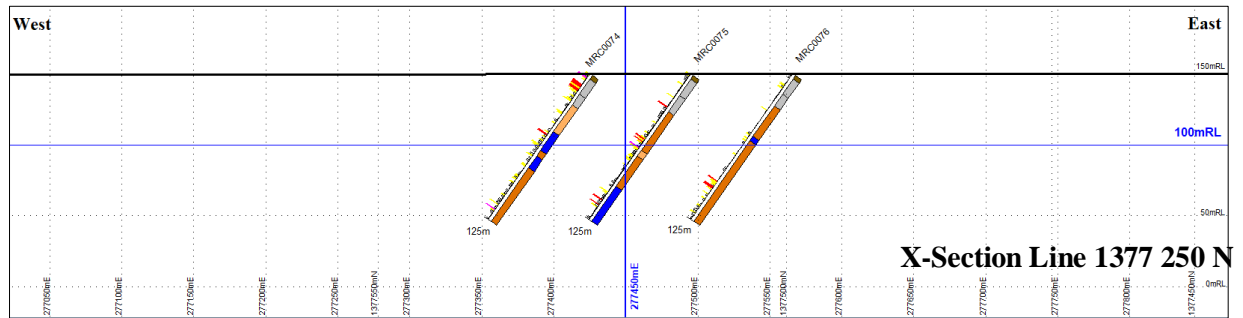 West
East
MRC0074
MRC0075
MRC0076
150mRL
100mRL
50mRL
125m
125m
125m
X-Section Line 1377 250 N
0mRL
277050mE
277100mE
277150mE
277200mE
277250mE
1377550mN
277300mE
277350mE
277400mE
277450mE
277500mE
277550mE
1377500mN
277600mE
277650mE
277700mE
277750mE
277800mE
1377450mN